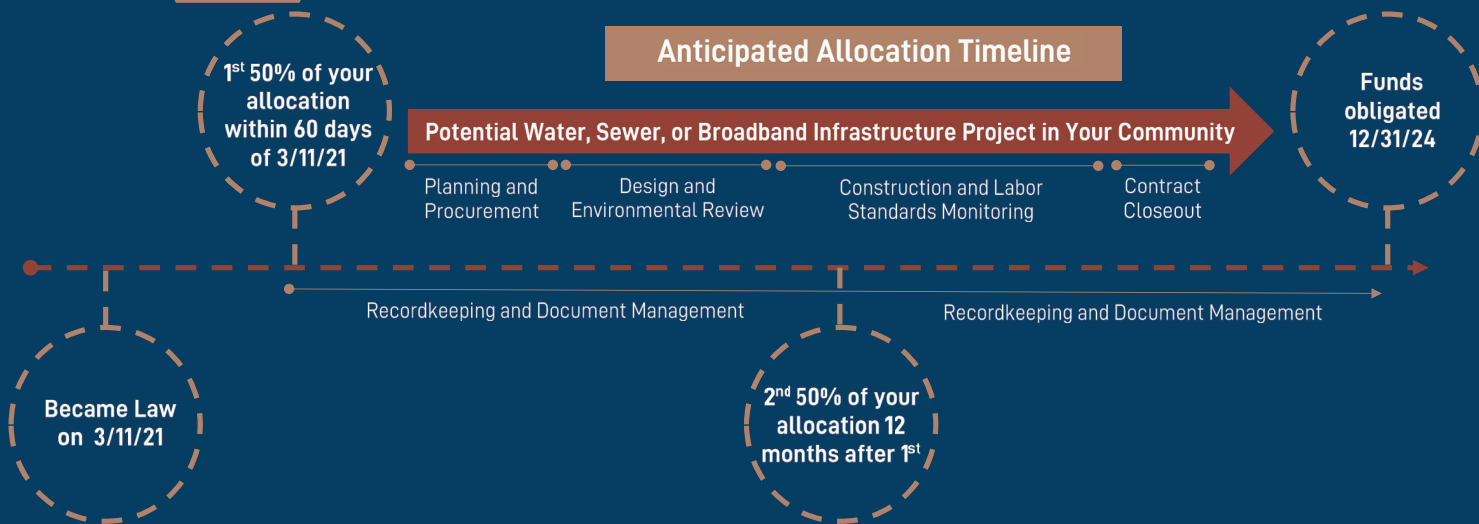 Anticipated Allocation Timeline
1st 50% of your
allocation
within 60 days
of 3/11/21
Potential Water, Sewer, or Broadband Infrastructure Project in Your Community
Funds
obligated
12/31/24
Planning and
Procurement
Design and
Environmental Review
Construction and Labor
Standards Monitoring
Contract
Closeout
Recordkeeping and Document Management
Recordkeeping and Document Management
Became Law
on 3/11/21
2nd 50% of your
allocation 12
months after 1st